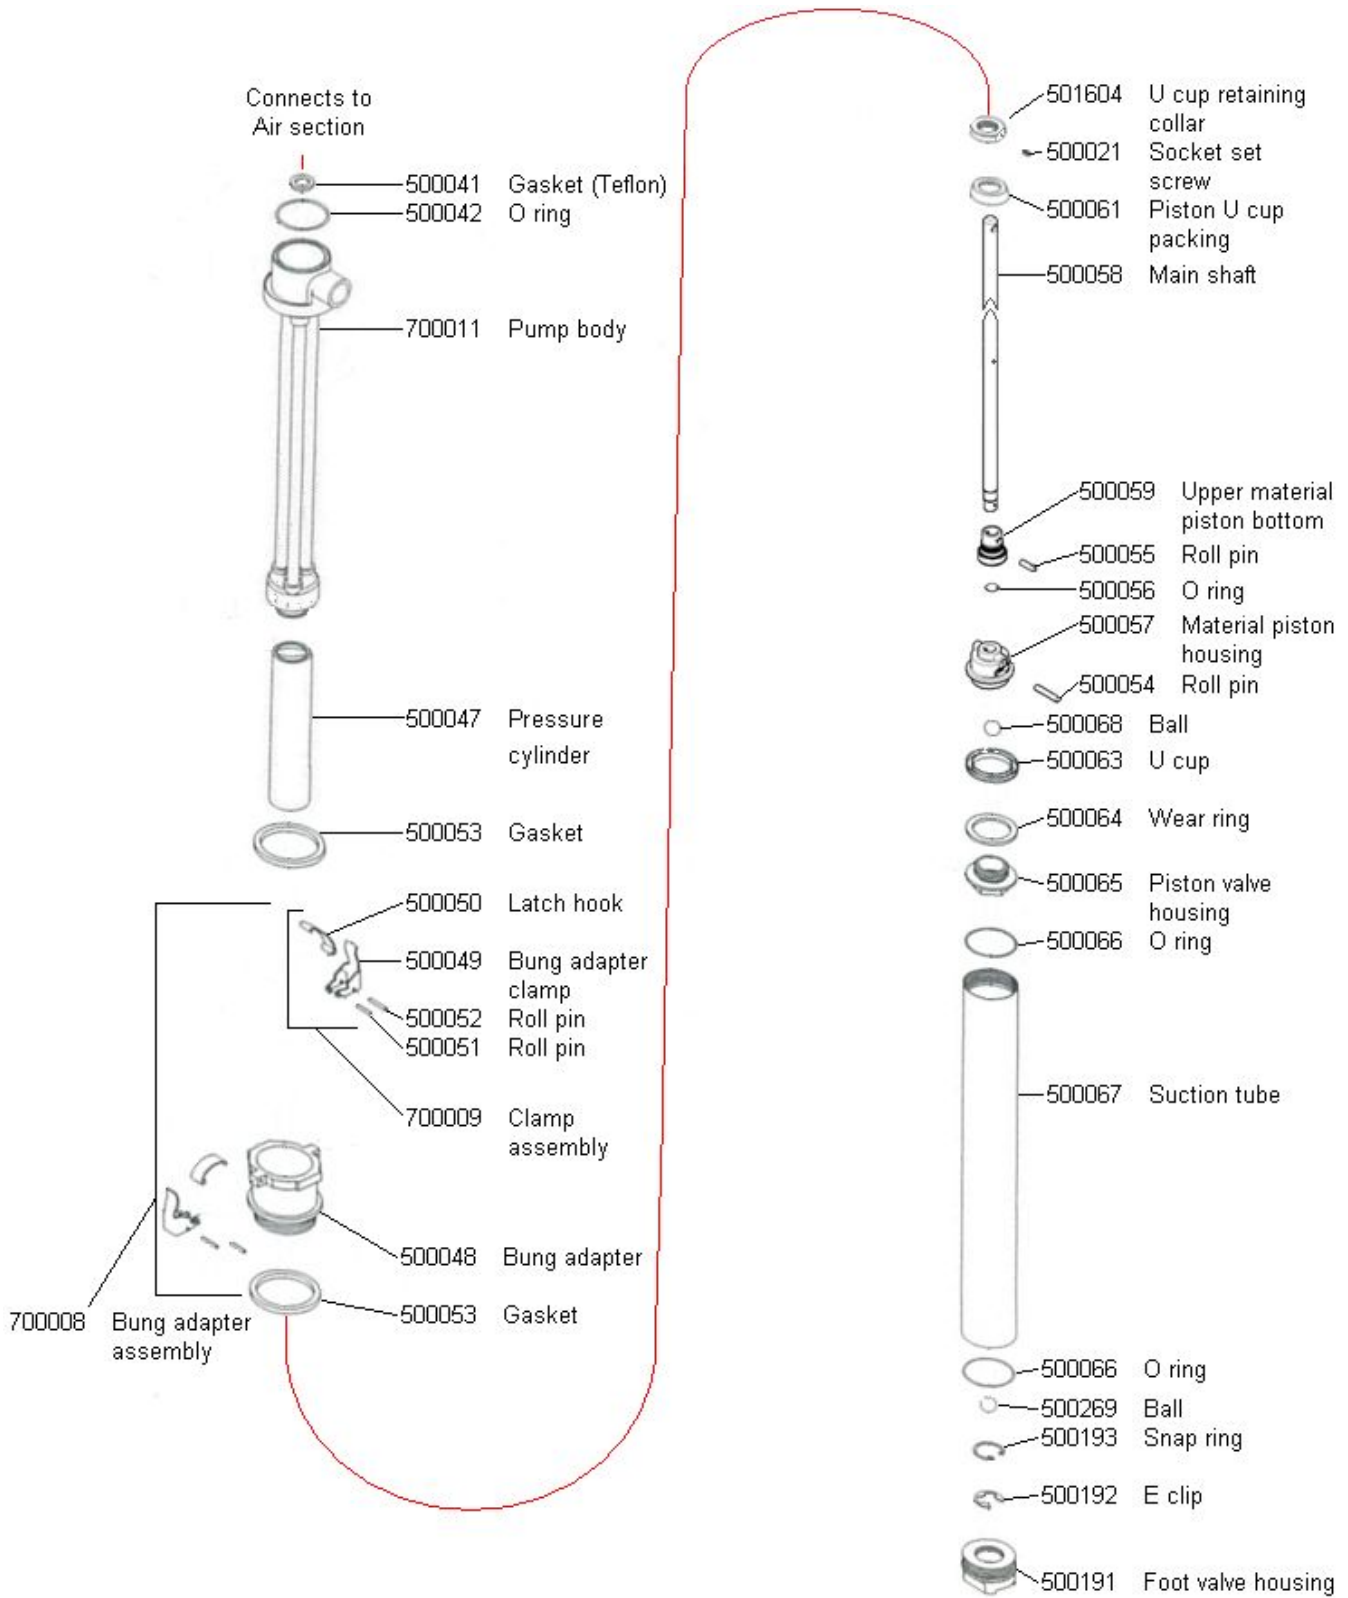 Connects to
Air section
500041 Gasket (Teflon)
500042 O ring
700011 Pump body
500047 Pressure
cylinder
500053 Gasket
500050 Latch hook
500049 Bung adapter
clamp
500052 Roll pin
500051 Roll pin
700009 Clamp
assembly
500048 Bung adapter
500053 Gasket
700008 Bung adapter
assembly
501604 U cup retaining
collar
500021 Socket set
screw
500061 Piston U cup
packing
500058 Main shaft
500059 Upper material
piston bottom
500055 Roll pin
500056 O ring
500057 Material piston
housing
500054 Roll pin
500068 Ball
500063 U cup
500064 Wear ring
500065 Piston valve
housing
500066 O ring
500067 Suction tube
500066 O ring
500269 Ball
500193 Snap ring
500192 E clip
500191 Foot valve housing